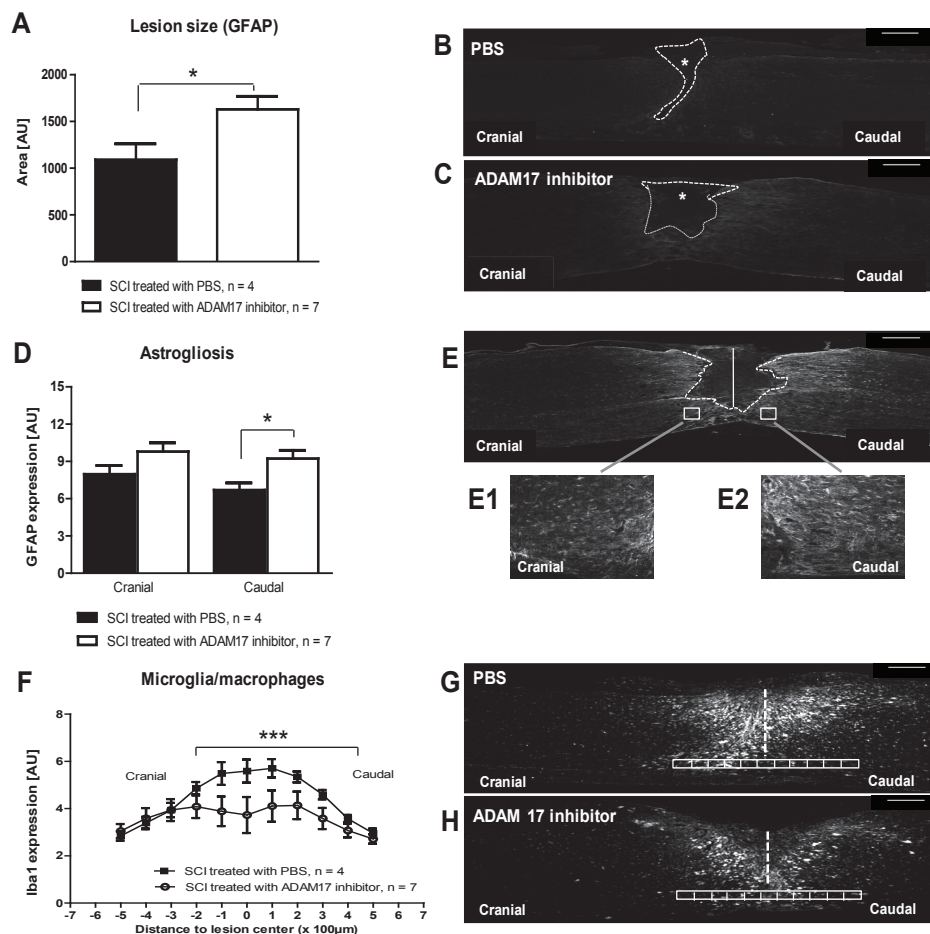 A
Lesion size (GFAP)
*
2000
1500
1000
500
0
Area [AU]
SCI treated with PBS, n = 4
SCI treated with ADAM17 inhibitor, n = 7
B
PBS
*
Cranial
Caudal
C
ADAM17 inhibitor
*
Cranial
Caudal
D
Astrogliosis
*
15
12
9
6
3
0
GFAP expression [AU]
Cranial
Caudal
SCI treated with PBS, n = 4
SCI treated with ADAM17 inhibitor, n = 7
E
Cranial
Caudal
E1
Cranial
E2
Caudal
F
Microglia/macrophages
***
8
6
4
2
0
Iba1 expression [AU]
Cranial
Caudal
SCI treated with PBS, n = 4
SCI treated with ADAM17 inhibitor, n = 7
-7 -5 -4 -3 -2 -1 0 1 2 3 4 5 6 7
Distance to lesion center (x 100µm)
G
PBS
Cranial
Caudal
H
ADAM 17 inhibitor
Cranial
Caudal